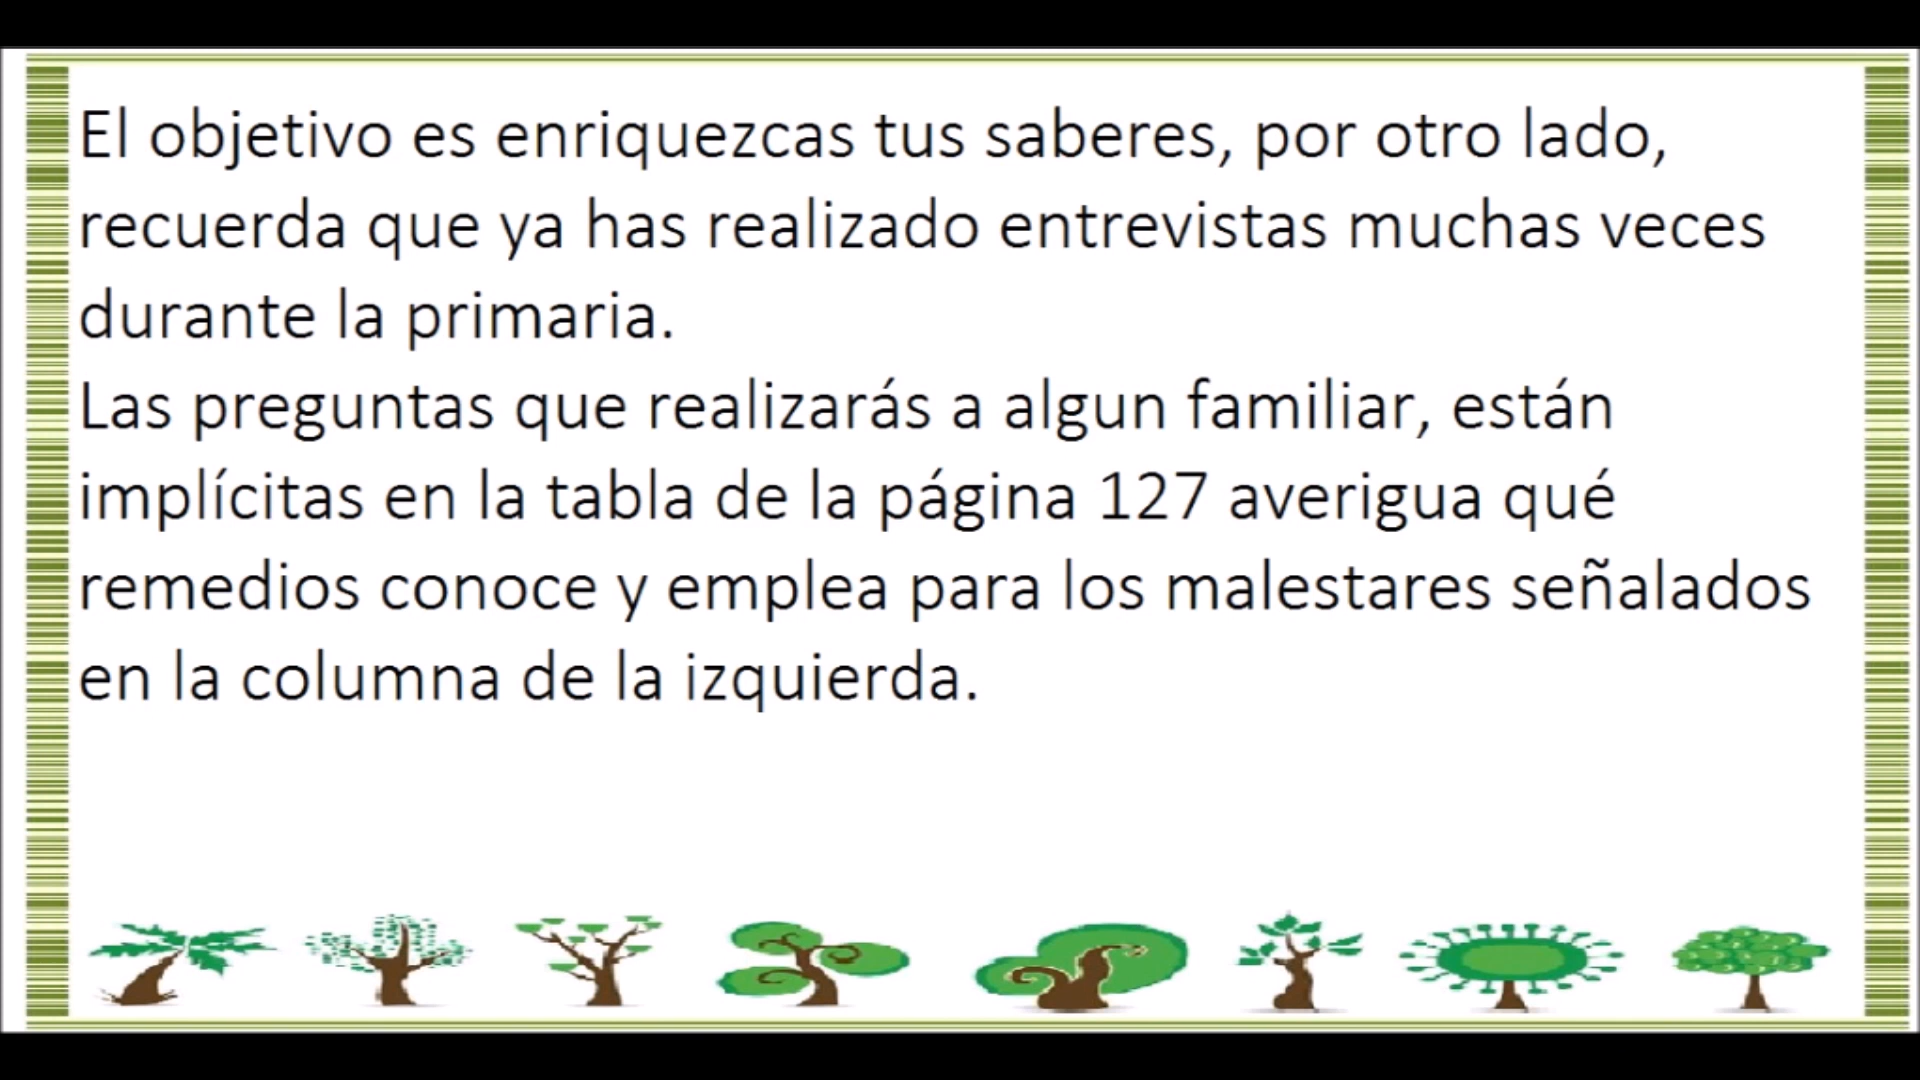 El objetivo es enriquezcas tus saberes, por otro lado,
recuerda que ya has realizado entrevistas muchas veces
durante la primaria.
Las preguntas que realizarás a algun familiar, están
implícitas en la tabla de la página 127 averigua qué
remedios conoce y emplea para los malestares señalados
en la columna de la izquierda.